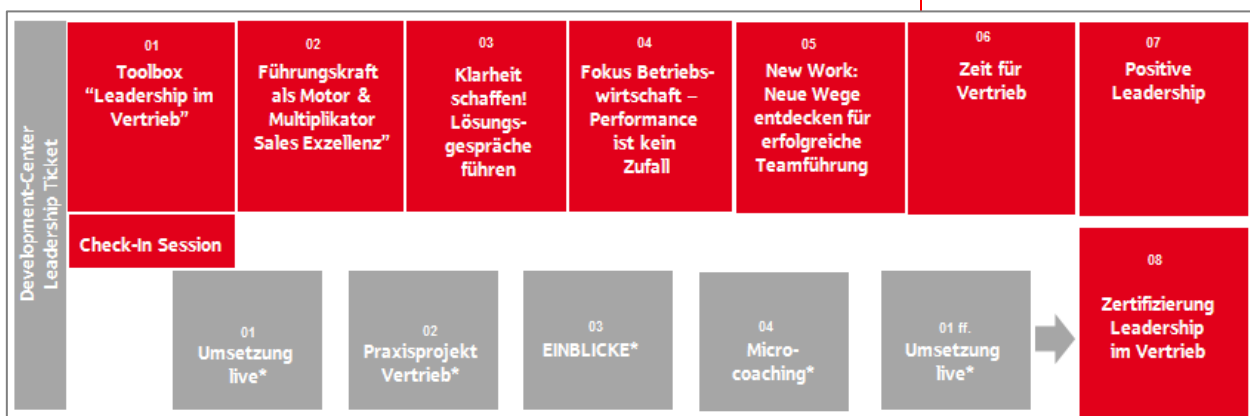 Development-Center
Leadership Ticket
01
Toolbox
“Leadership im
Vertrieb”
02
Führungskraft
als Motor &
Multiplikator
Sales Exzellenz”
03
Klarheit
schaffen!
Lösungs-
gespräche
führen
04
Fokus Betriebs-
wirtschaft –
Performance
ist kein
Zufall
05
New Work:
Neue Wege
entdecken für
erfolgreiche
Teamführung
06
Zeit für
Vertrieb
07
Positive
Leadership
Check-In Session
01
Umsetzung
live*
02
Praxisprojekt
Vertrieb*
03
EINBLICKE*
04
Micro-
coaching*
01 ff.
Umsetzung
live*
08
Zertifizierung
Leadership
im Vertrieb